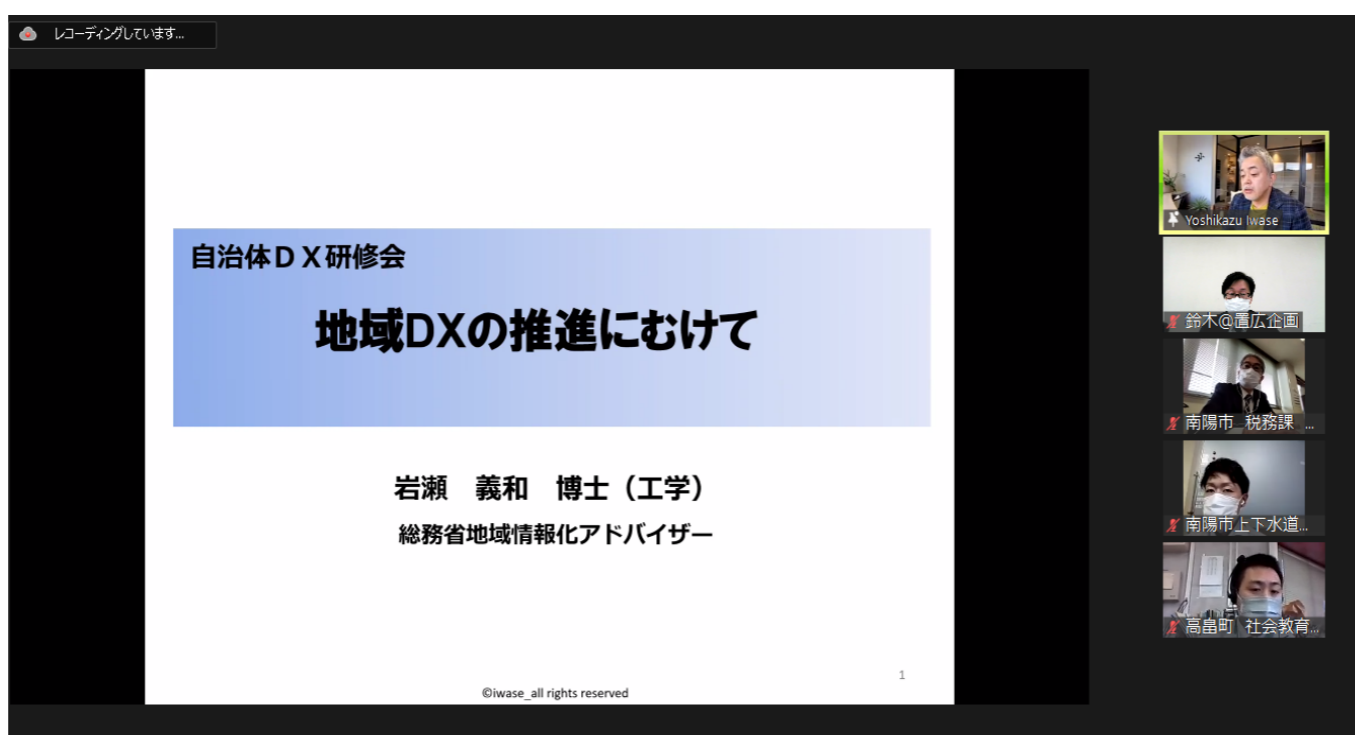 レコーディングしています...
自治体ＤＸ研修会
地域DXの推進にむけて
岩瀬　義和　博士（工学）
総務省地域情報化アドバイザー
1
©iwase_all rights reserved
Yoshikazu Iwase
鈴木@置広企画
南陽市　税務課　...
南陽市上下水道...
高畠町　社会教育...